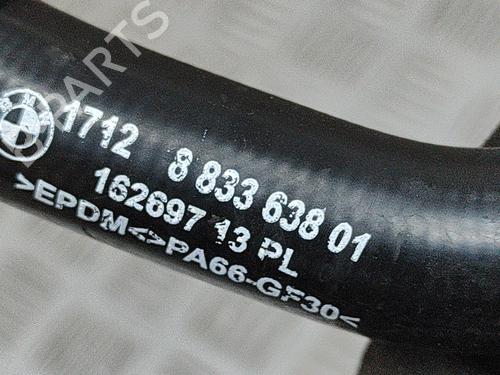 1712 8 833 638 01
162697 13 PL
>EPDM<>PA66-GF30<